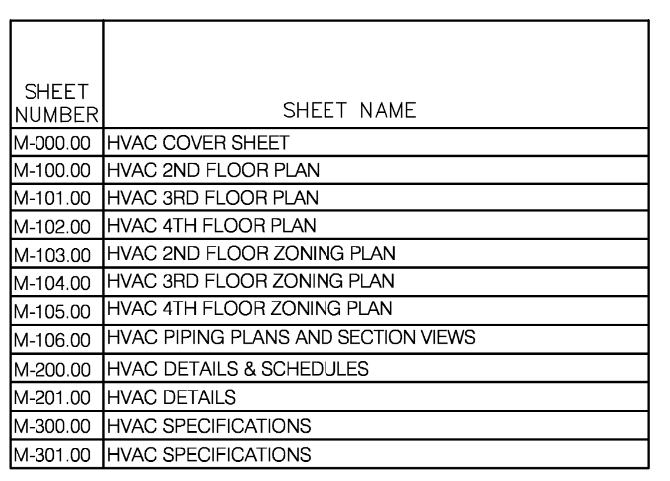 SHEET
NUMBER SHEET NAME
M-000.00 HVAC COVER SHEET
M-100.00 HVAC 2ND FLOOR PLAN
M-101.00 HVAC 3RD FLOOR PLAN
M-102.00 HVAC 4TH FLOOR PLAN
M-103.00 HVAC 2ND FLOOR ZONING PLAN
M-104.00 HVAC 3RD FLOOR ZONING PLAN
M-105.00 HVAC 4TH FLOOR ZONING PLAN
M-106.00 HVAC PIPING PLANS AND SECTION VIEWS
M-200.00 HVAC DETAILS & SCHEDULES
M-201.00 HVAC DETAILS
M-300.00 HVAC SPECIFICATIONS
M-301.00 HVAC SPECIFICATIONS